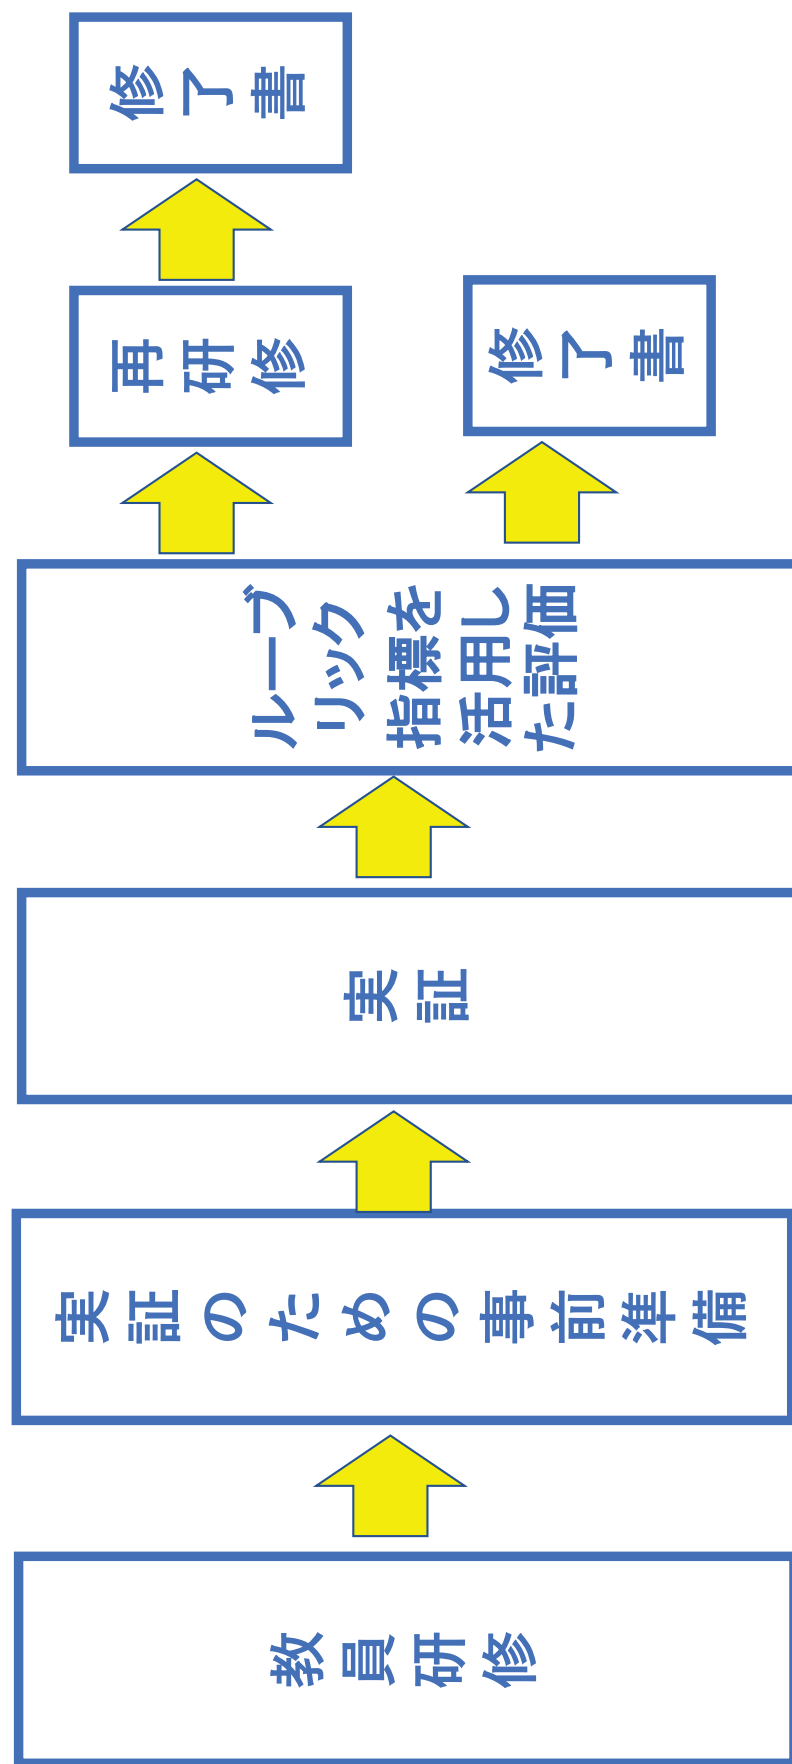 教員研修
実証のための事前準備
実証
ルーブ
リック
指標を
活用し
た評価
再研修
修了書
修了書